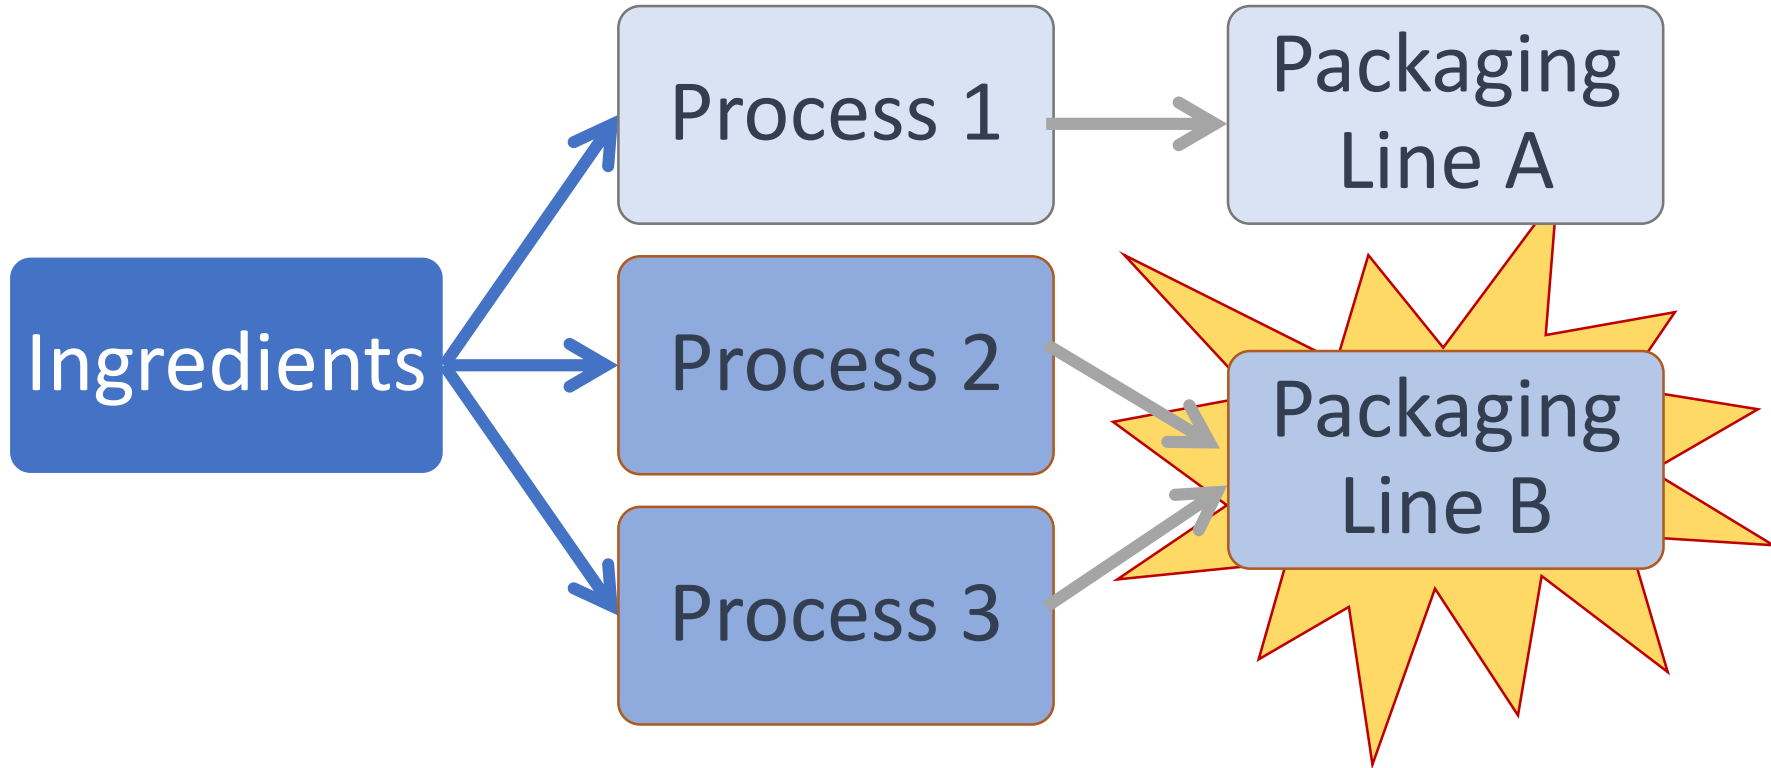 Ingredients
Process 1
Process 2
Process 3
Packaging
Line A
Packaging
Line B